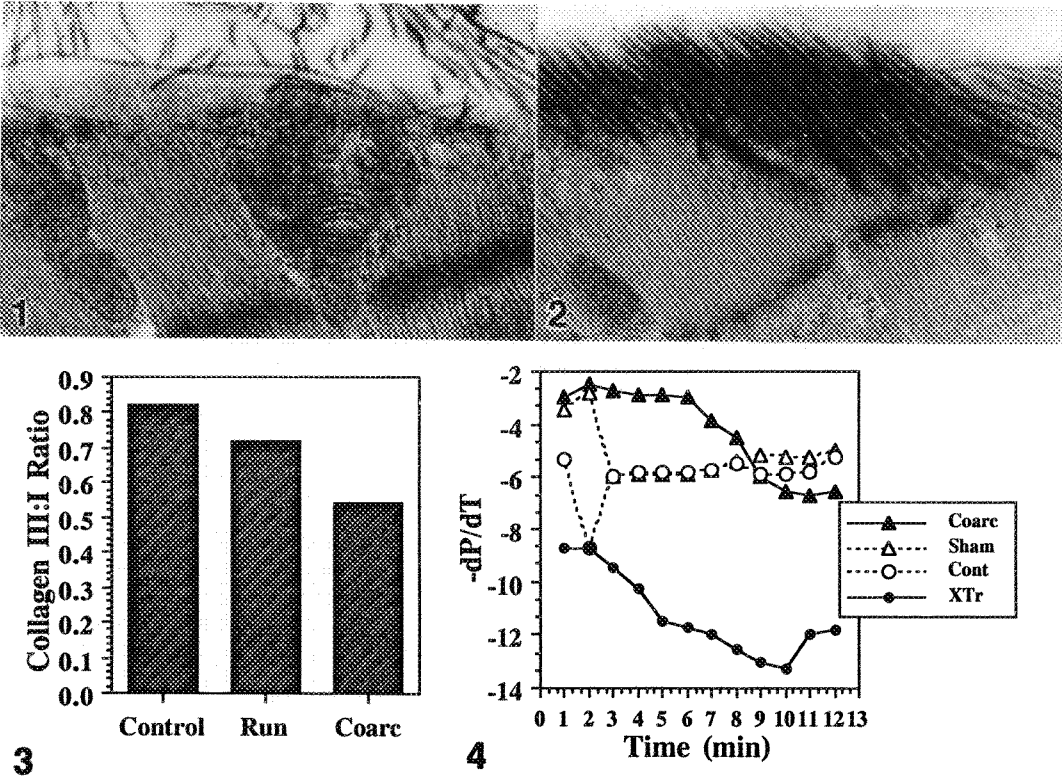 1
2
Collagen III:I Ratio
0.9
0.8
0.7
0.6
0.5
0.4
0.3
0.2
0.1
0.0
Control Run Coarc
3
-dP/dT
-2
-4
-6
-8
-10
-12
-14
0 1 2 3 4 5 6 7 8 9 10 11 12 13
Time (min)
Coarc
Sham
Cont
XTr
4